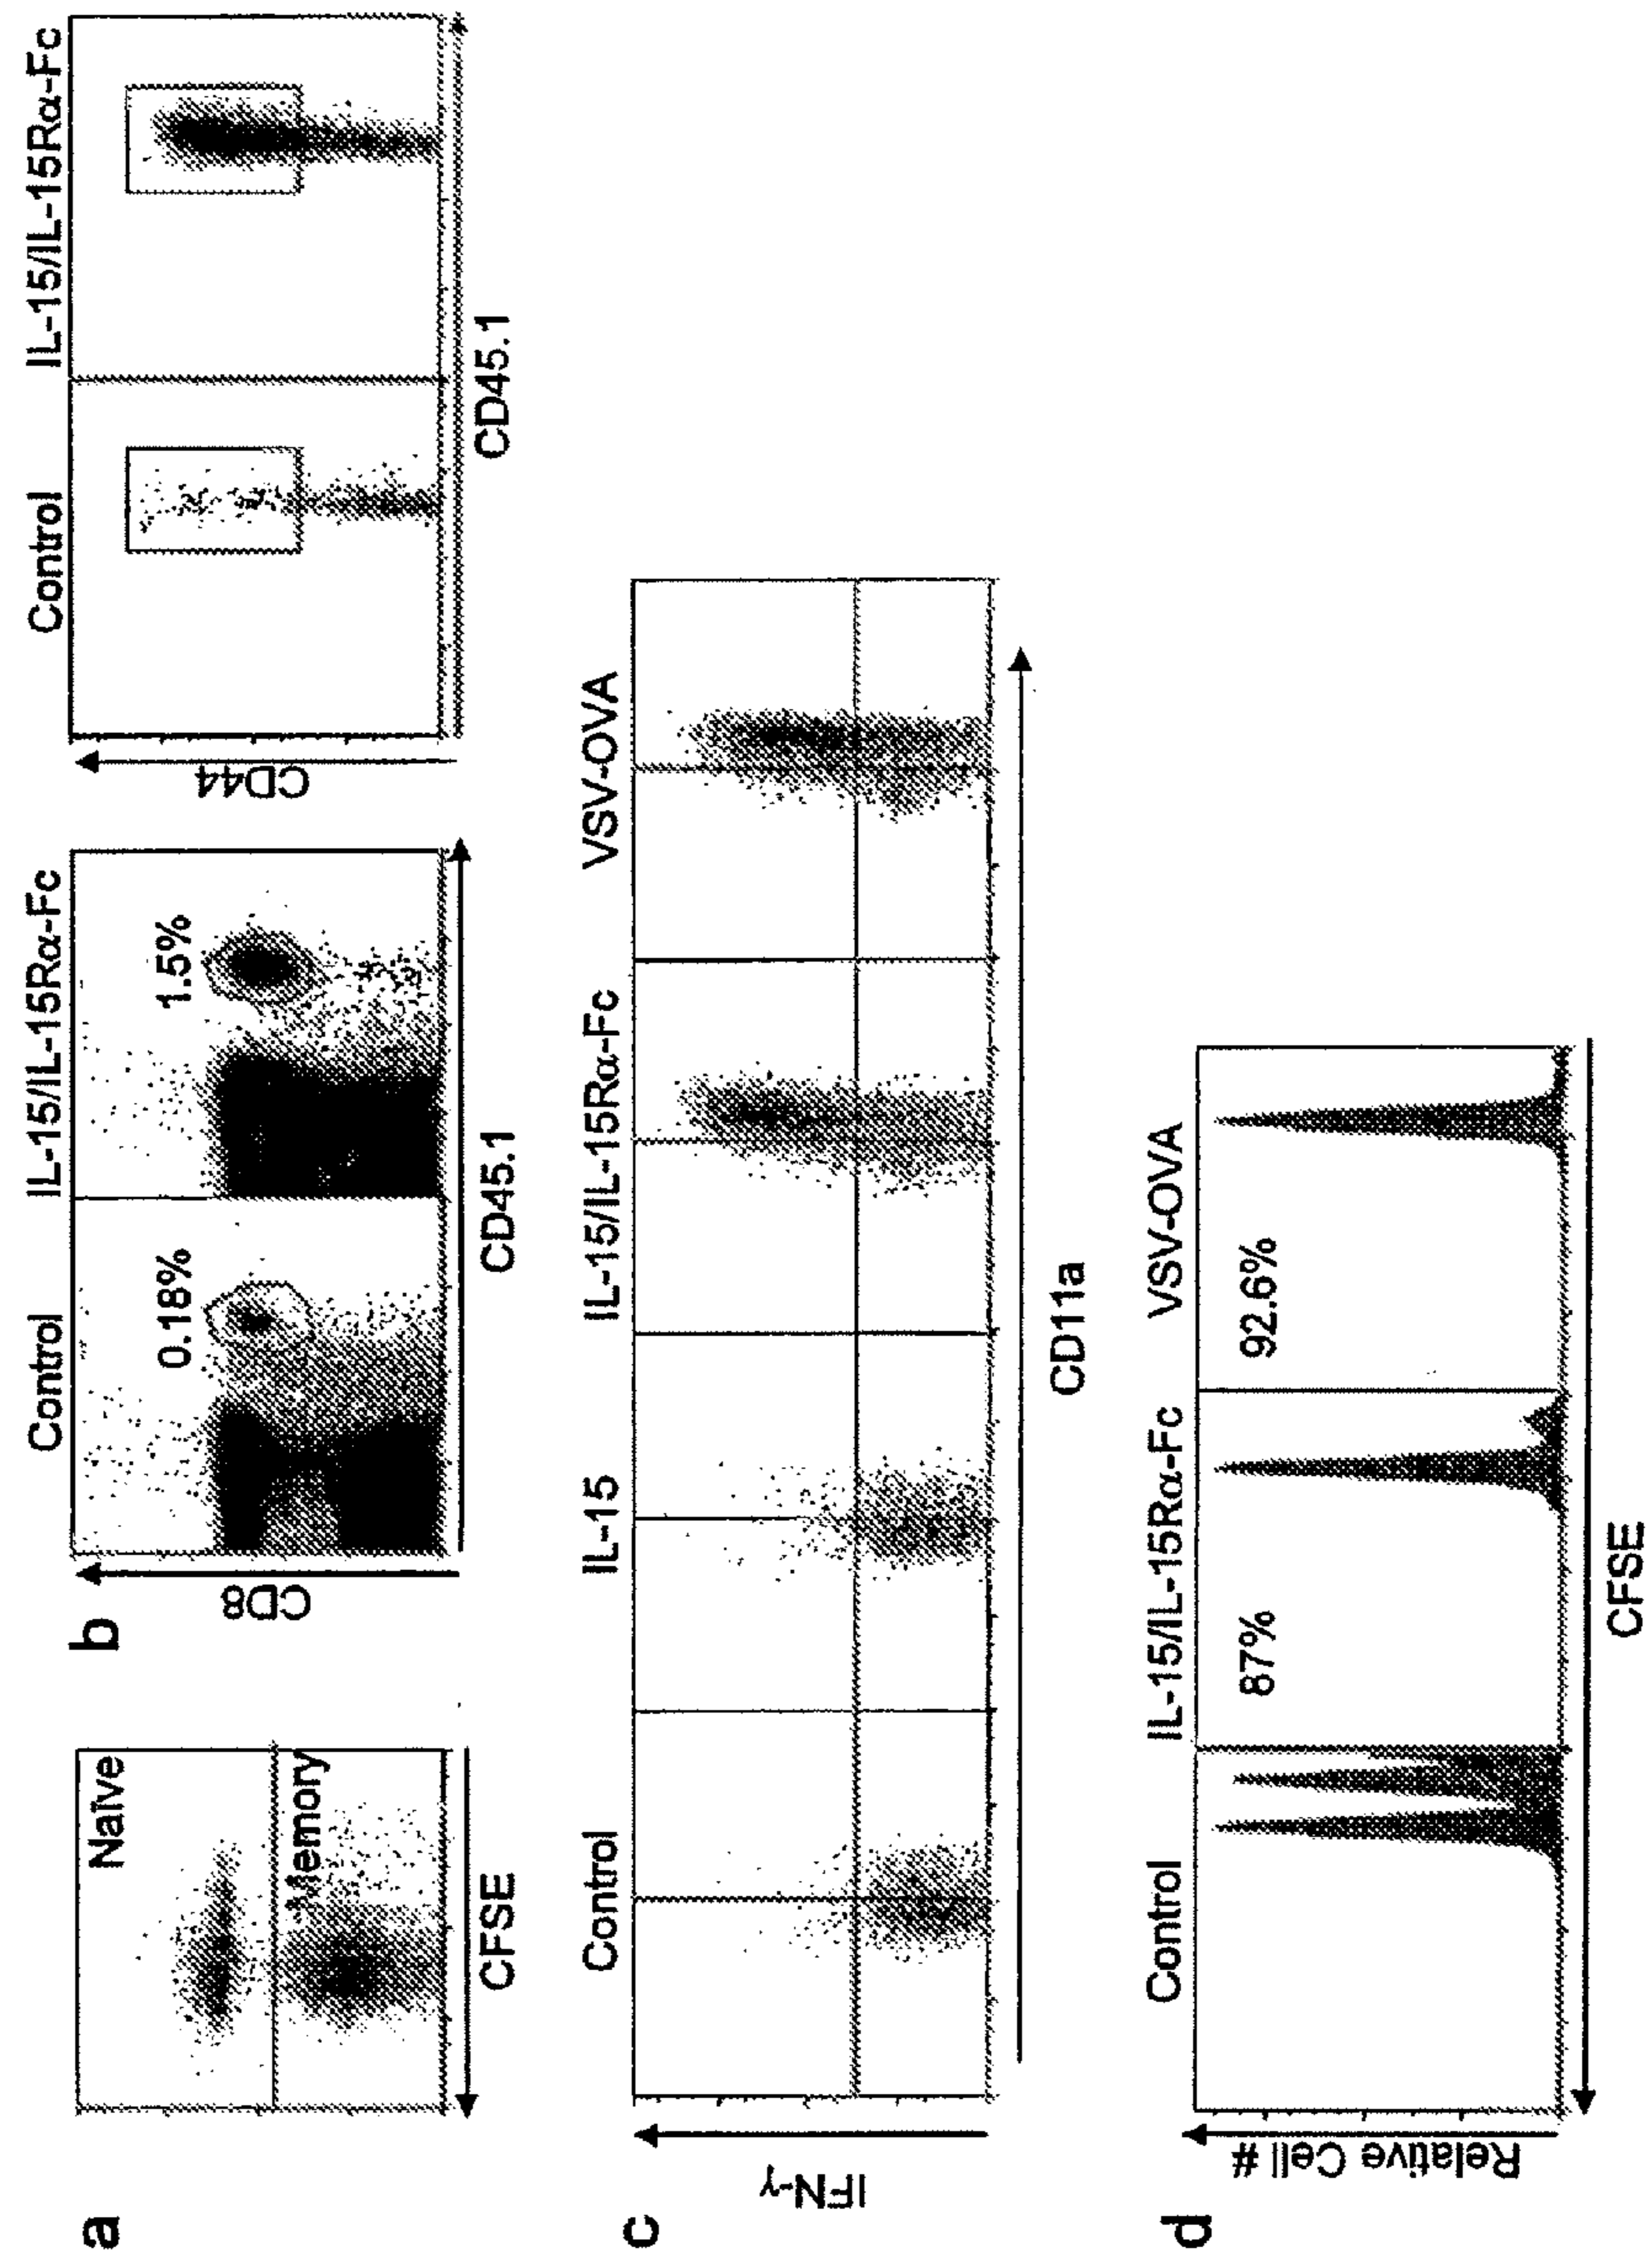 a
Naïve
Memory
CFSE
b
Control
IL-15/IL-15Rα-Fc
0.18%
1.5%
CD8
CD45.1
Control
IL-15/IL-15Rα-Fc
CD44
CD45.1
c
Control
IL-15
IL-15/IL-15Rα-Fc
VSV-OVA
IFN-γ
CD11a
d
Control
IL-15/IL-15Rα-Fc
VSV-OVA
87%
92.6%
Relative Cell #
CFSE